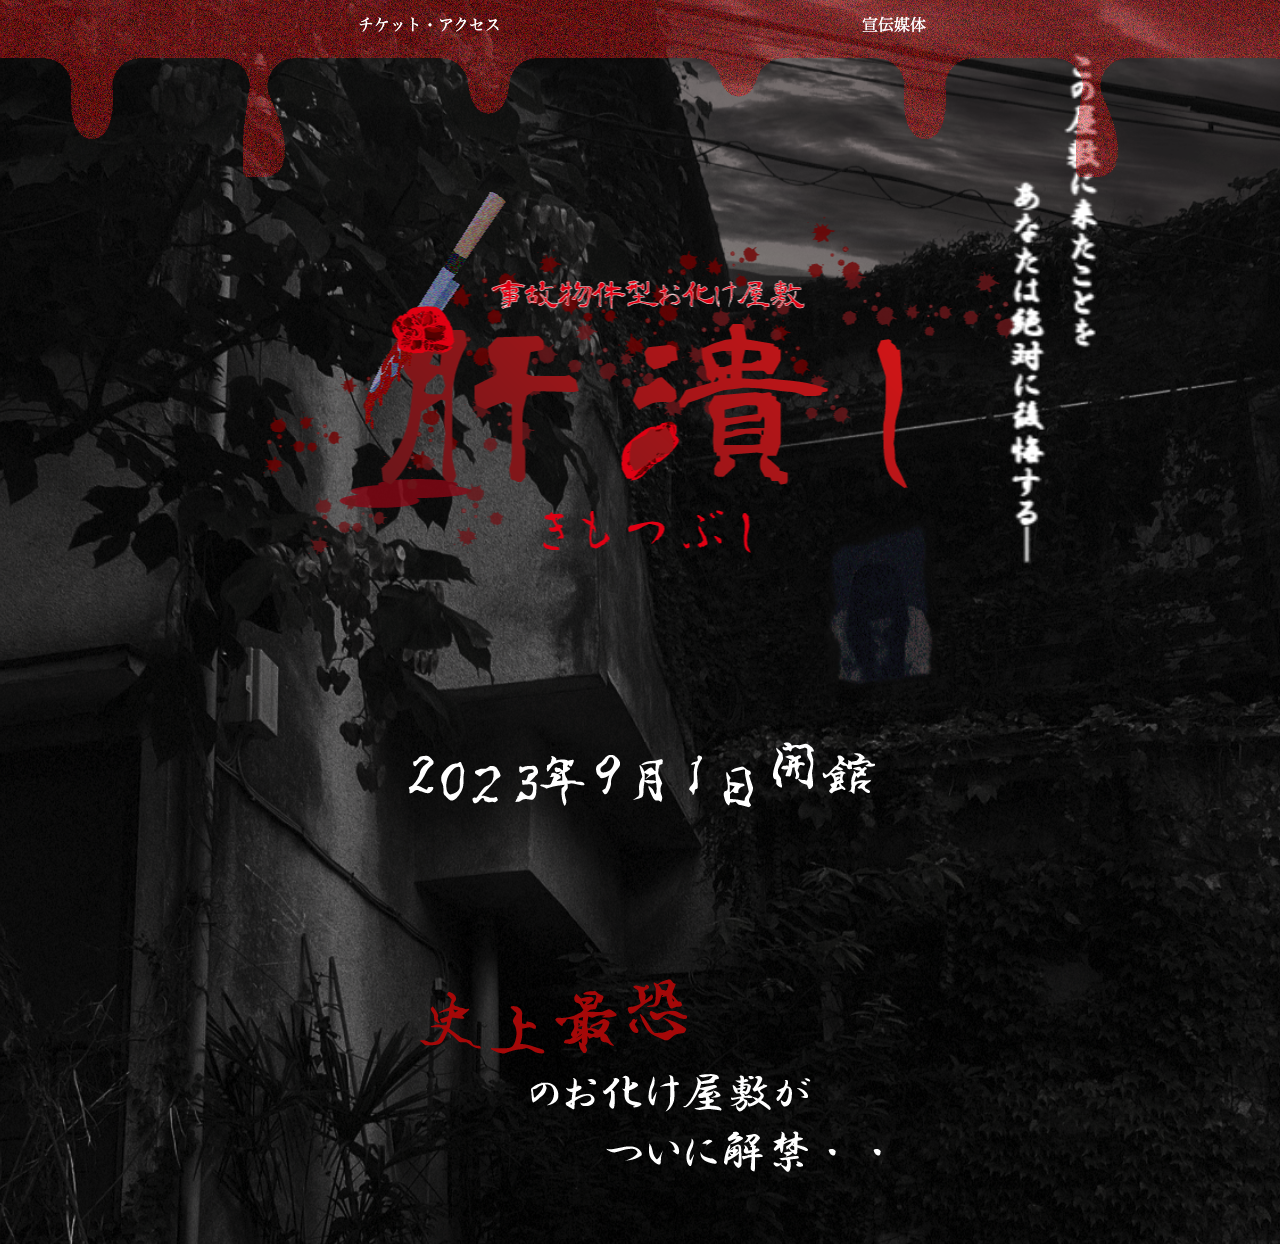 チケット・アクセス
宣伝媒体
この屋敷に来たことを
あなたは絶対に後悔する―
事故物件型お化け屋敷
肝潰し
きもつぶし
2023年9月1日開館
史上最恐
のお化け屋敷が
ついに解禁・・